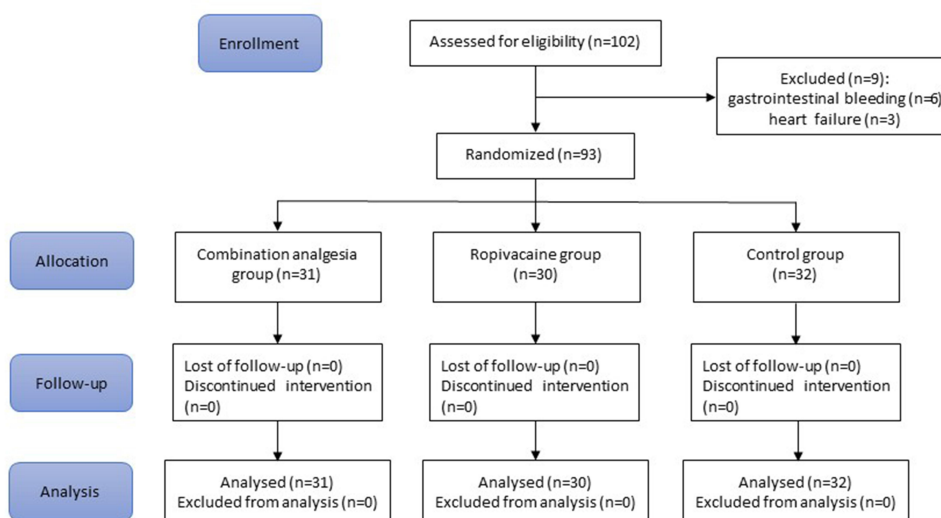 Enrollment
Assessed for eligibility (n=102)
Excluded (n=9):
gastrointestinal bleeding (n=6)
heart failure (n=3)
Randomized (n=93)
Allocation
Combination analgesia
group (n=31)
Ropivacaine group
(n=30)
Control group
(n=32)
Follow-up
Lost of follow-up (n=0)
Discontinued intervention
(n=0)
Lost of follow-up (n=0)
Discontinued intervention
(n=0)
Lost of follow-up (n=0)
Discontinued intervention
(n=0)
Analysis
Analysed (n=31)
Excluded from analysis (n=0)
Analysed (n=30)
Excluded from analysis (n=0)
Analysed (n=32)
Excluded from analysis (n=0)